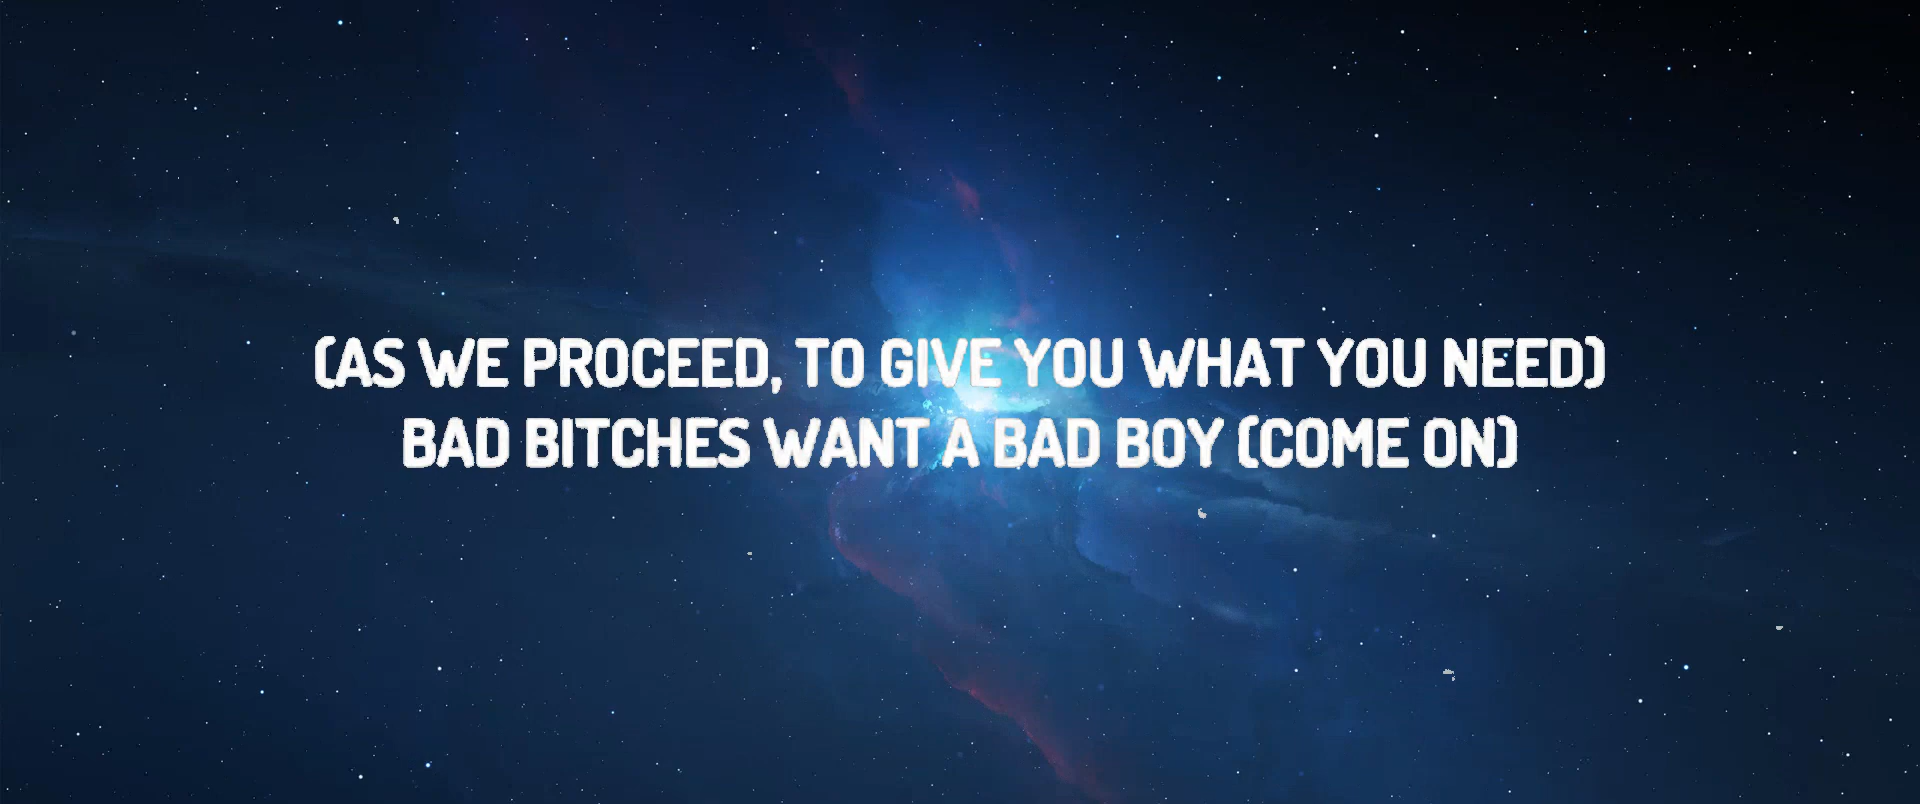 (AS WE PROCEED, TO GIVE YOU WHAT YOU NEED)
BAD BITCHES WANT A BAD BOY (COME ON)